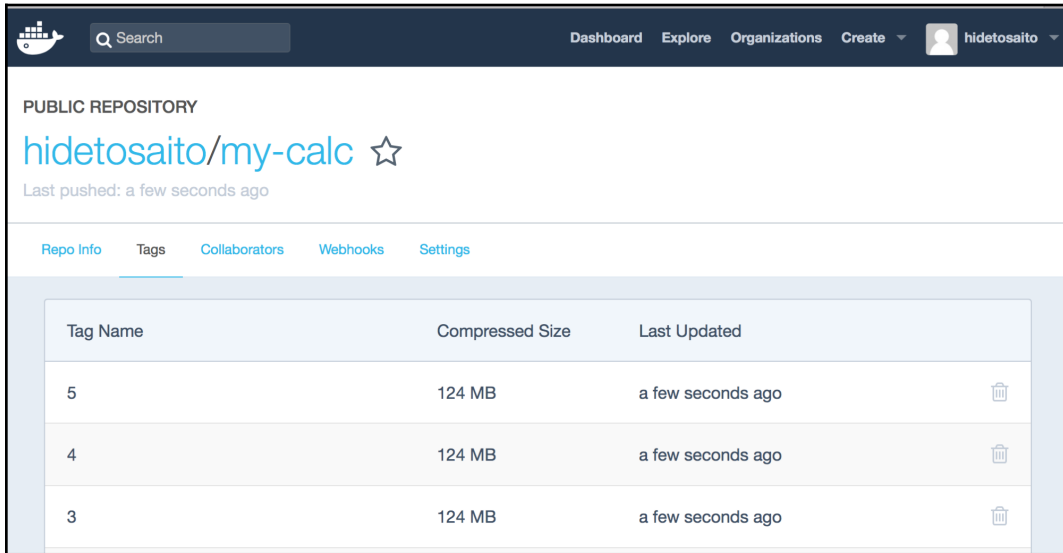 Search Dashboard Explore Organizations Create hidetosaito
PUBLIC REPOSITORY
hidetosaito/my-calc
Last pushed: a few seconds ago
Repo Info Tags Collaborators Webhooks Settings
Tag Name Compressed Size Last Updated
5 124 MB a few seconds ago
4 124 MB a few seconds ago
3 124 MB a few seconds ago